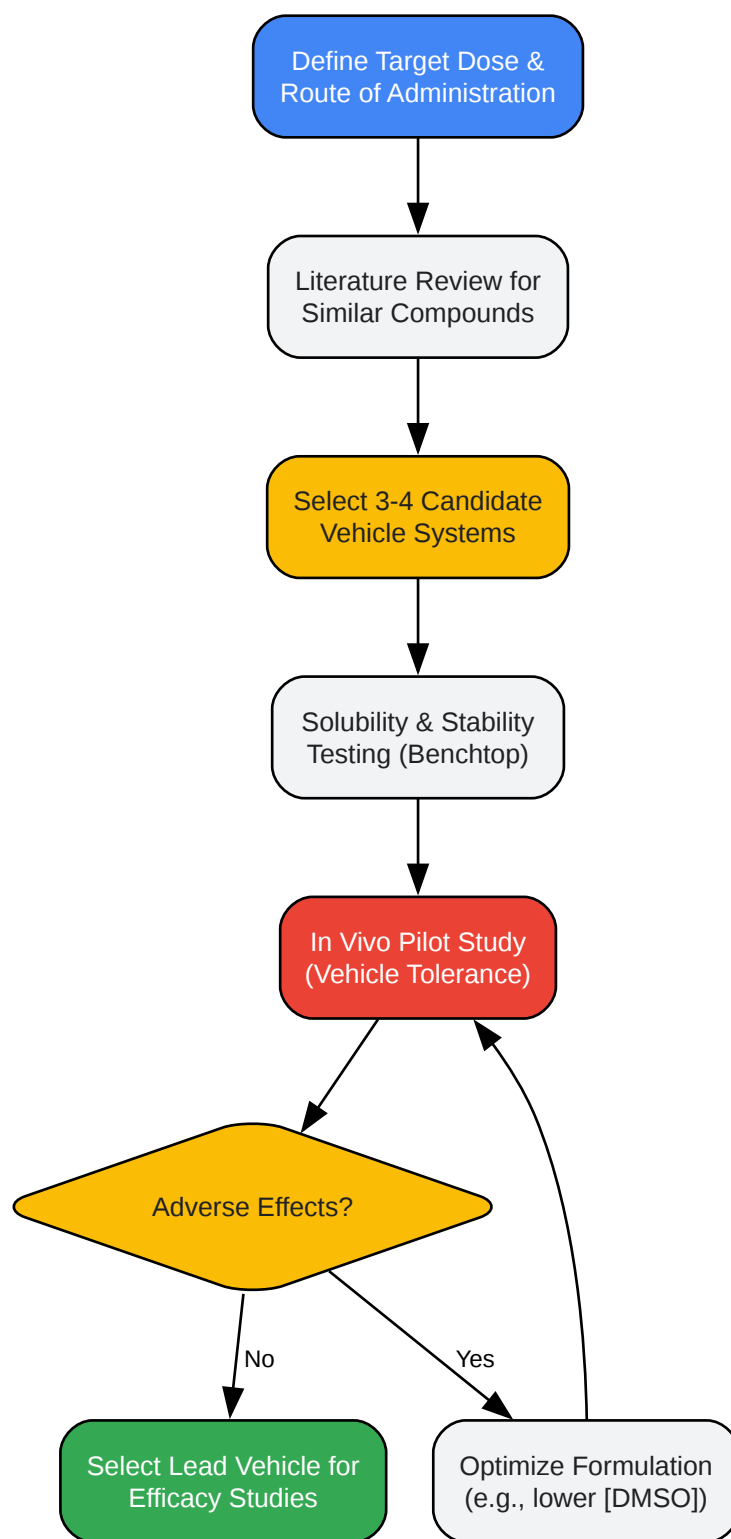 Define Target Dose &
Route of Administration
Literature Review for
Similar Compounds
Select 3-4 Candidate
Vehicle Systems
Solubility & Stability
Testing (Benchtop)
In Vivo Pilot Study
(Vehicle Tolerance)
Adverse Effects?
No
Yes
Select Lead Vehicle for
Efficacy Studies
Optimize Formulation
(e.g., lower [DMSO])